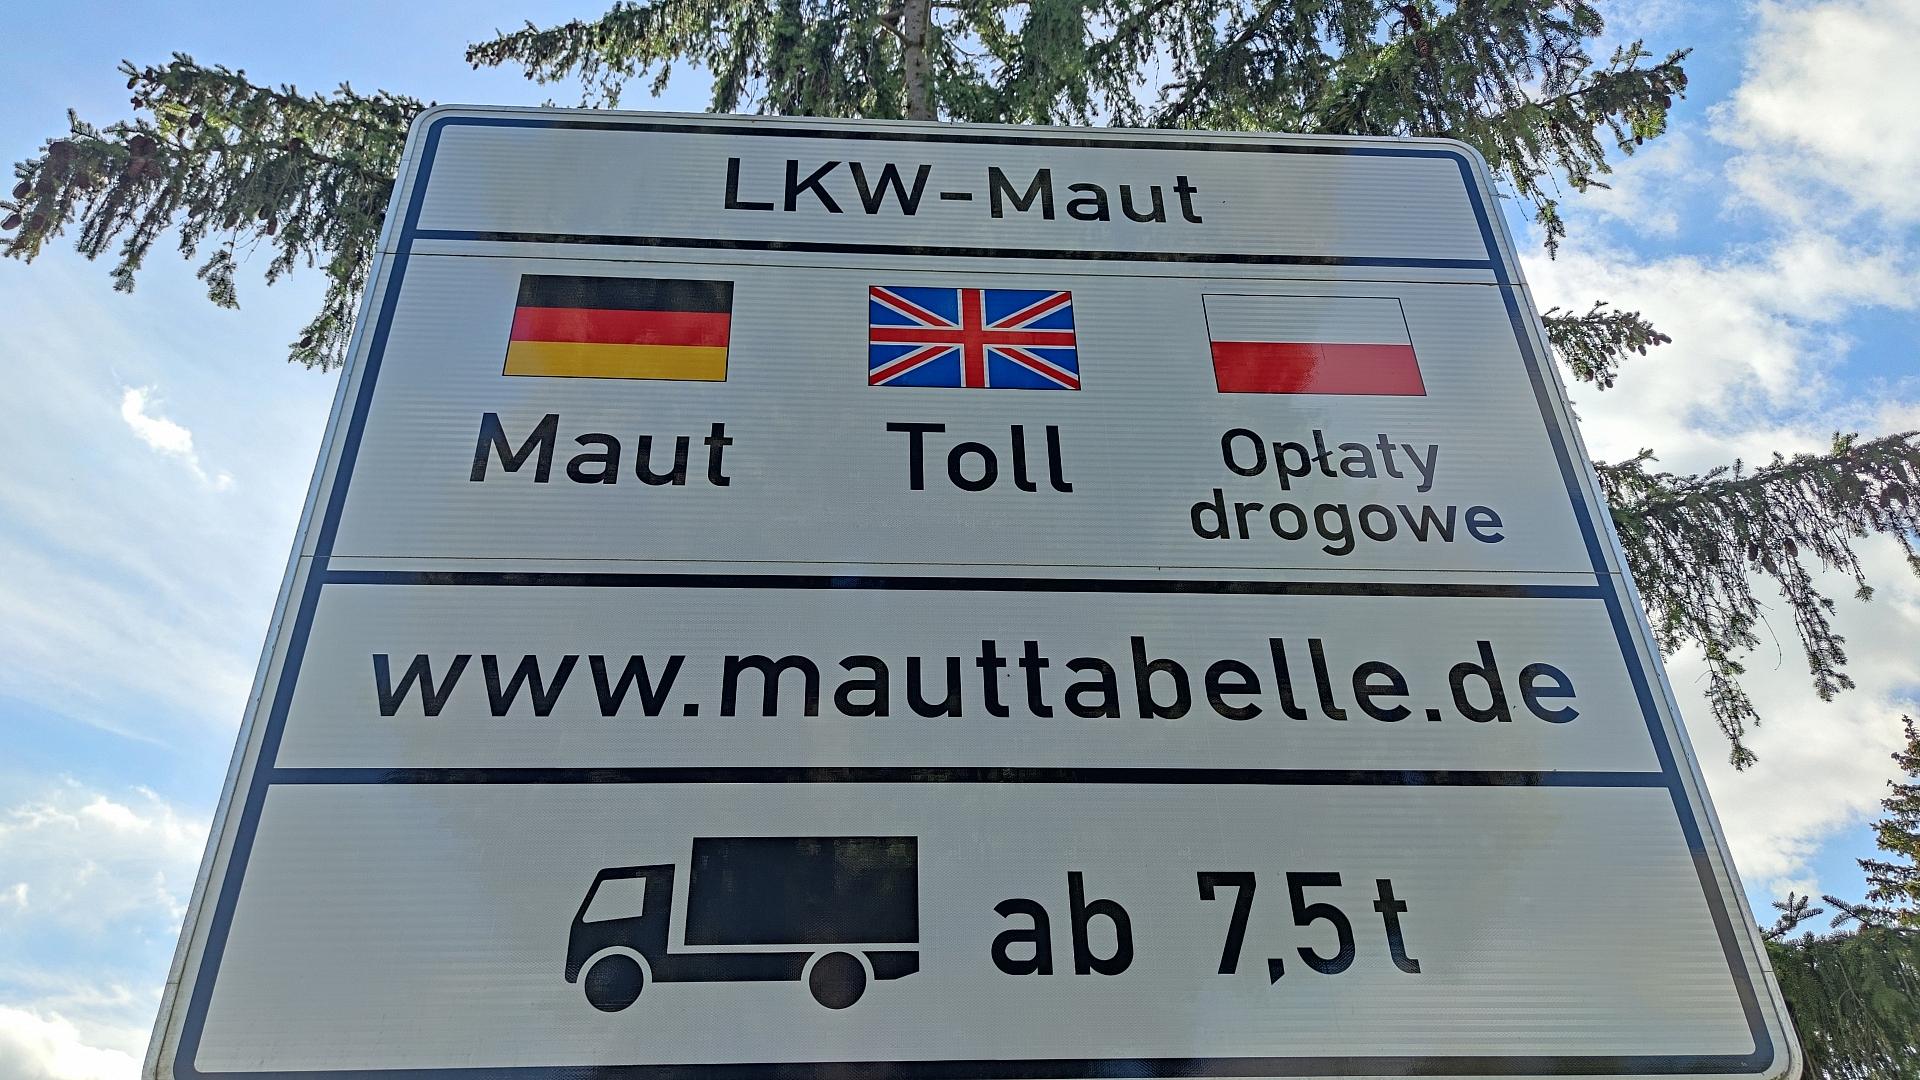 LKW-Maut
Maut Toll Opłaty
drogowe
www.mauttabelle.de
ab 7,5t